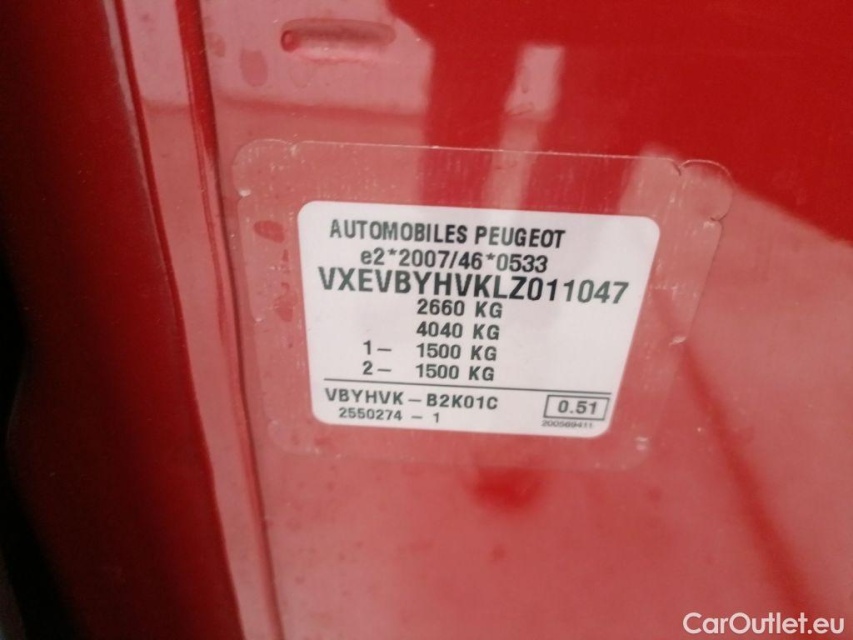 AUTOMOBILES PEUGEOT
e2*2007/46*0533
VXEVBYHVKLZ011047
2660 KG
4040 KG
1- 1500 KG
2- 1500 KG
VBYHVK-B2K01C
0.51
2550274-1
200569411
CarOutlet.eu